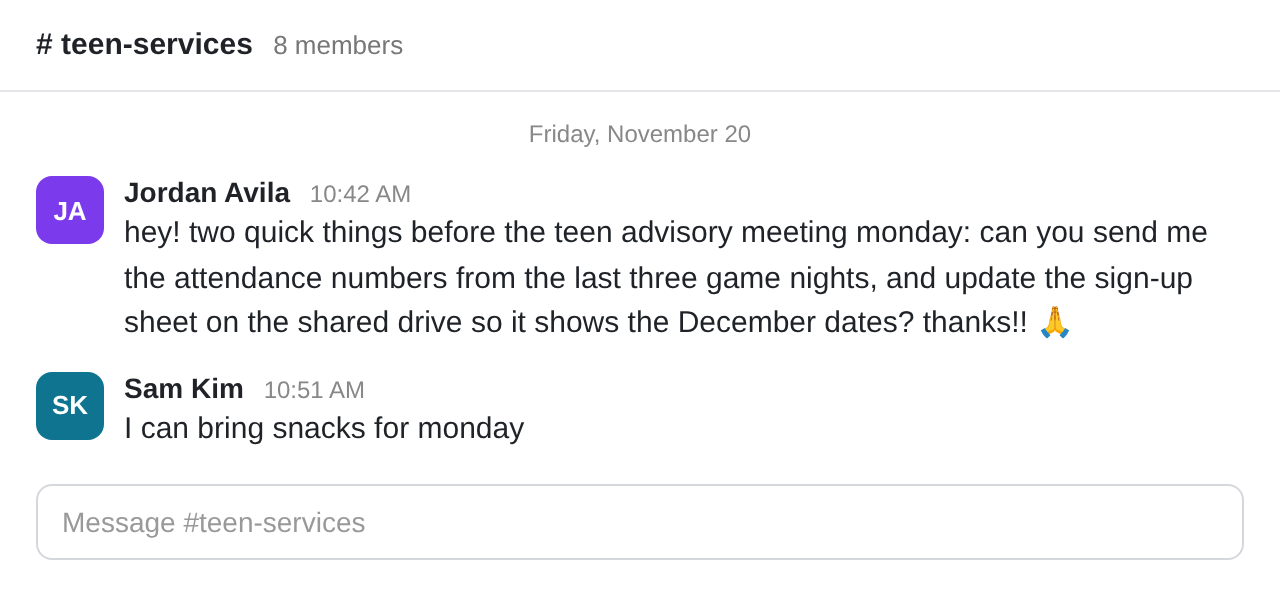 # teen-services 8 members
Friday, November 20
JA
Jordan Avila 10:42 AM
hey! two quick things before the teen advisory meeting monday: can you send me
the attendance numbers from the last three game nights, and update the sign-up
sheet on the shared drive so it shows the December dates? thanks!! 🙏
SK
Sam Kim 10:51 AM
I can bring snacks for monday
Message #teen-services